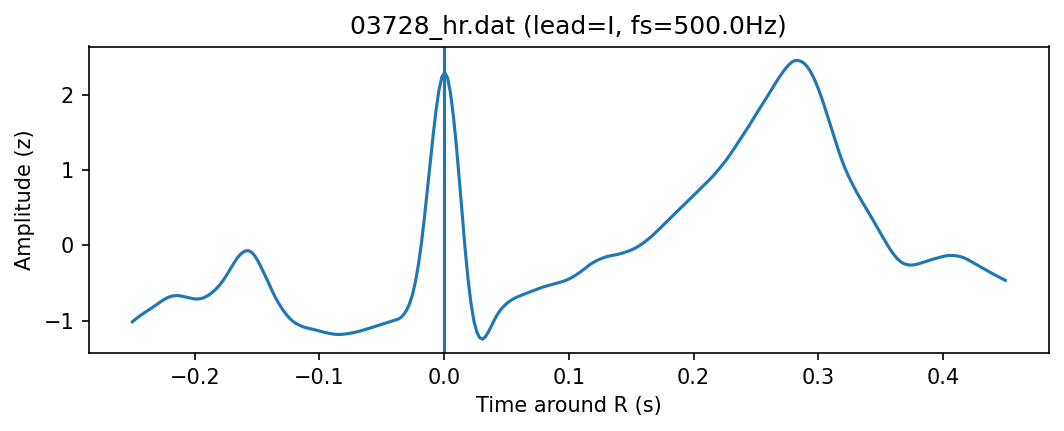 03728_hr.dat (lead=I, fs=500.0Hz)
Amplitude (z)
2
1
0
−1
−0.2 −0.1 0.0 0.1 0.2 0.3 0.4
Time around R (s)